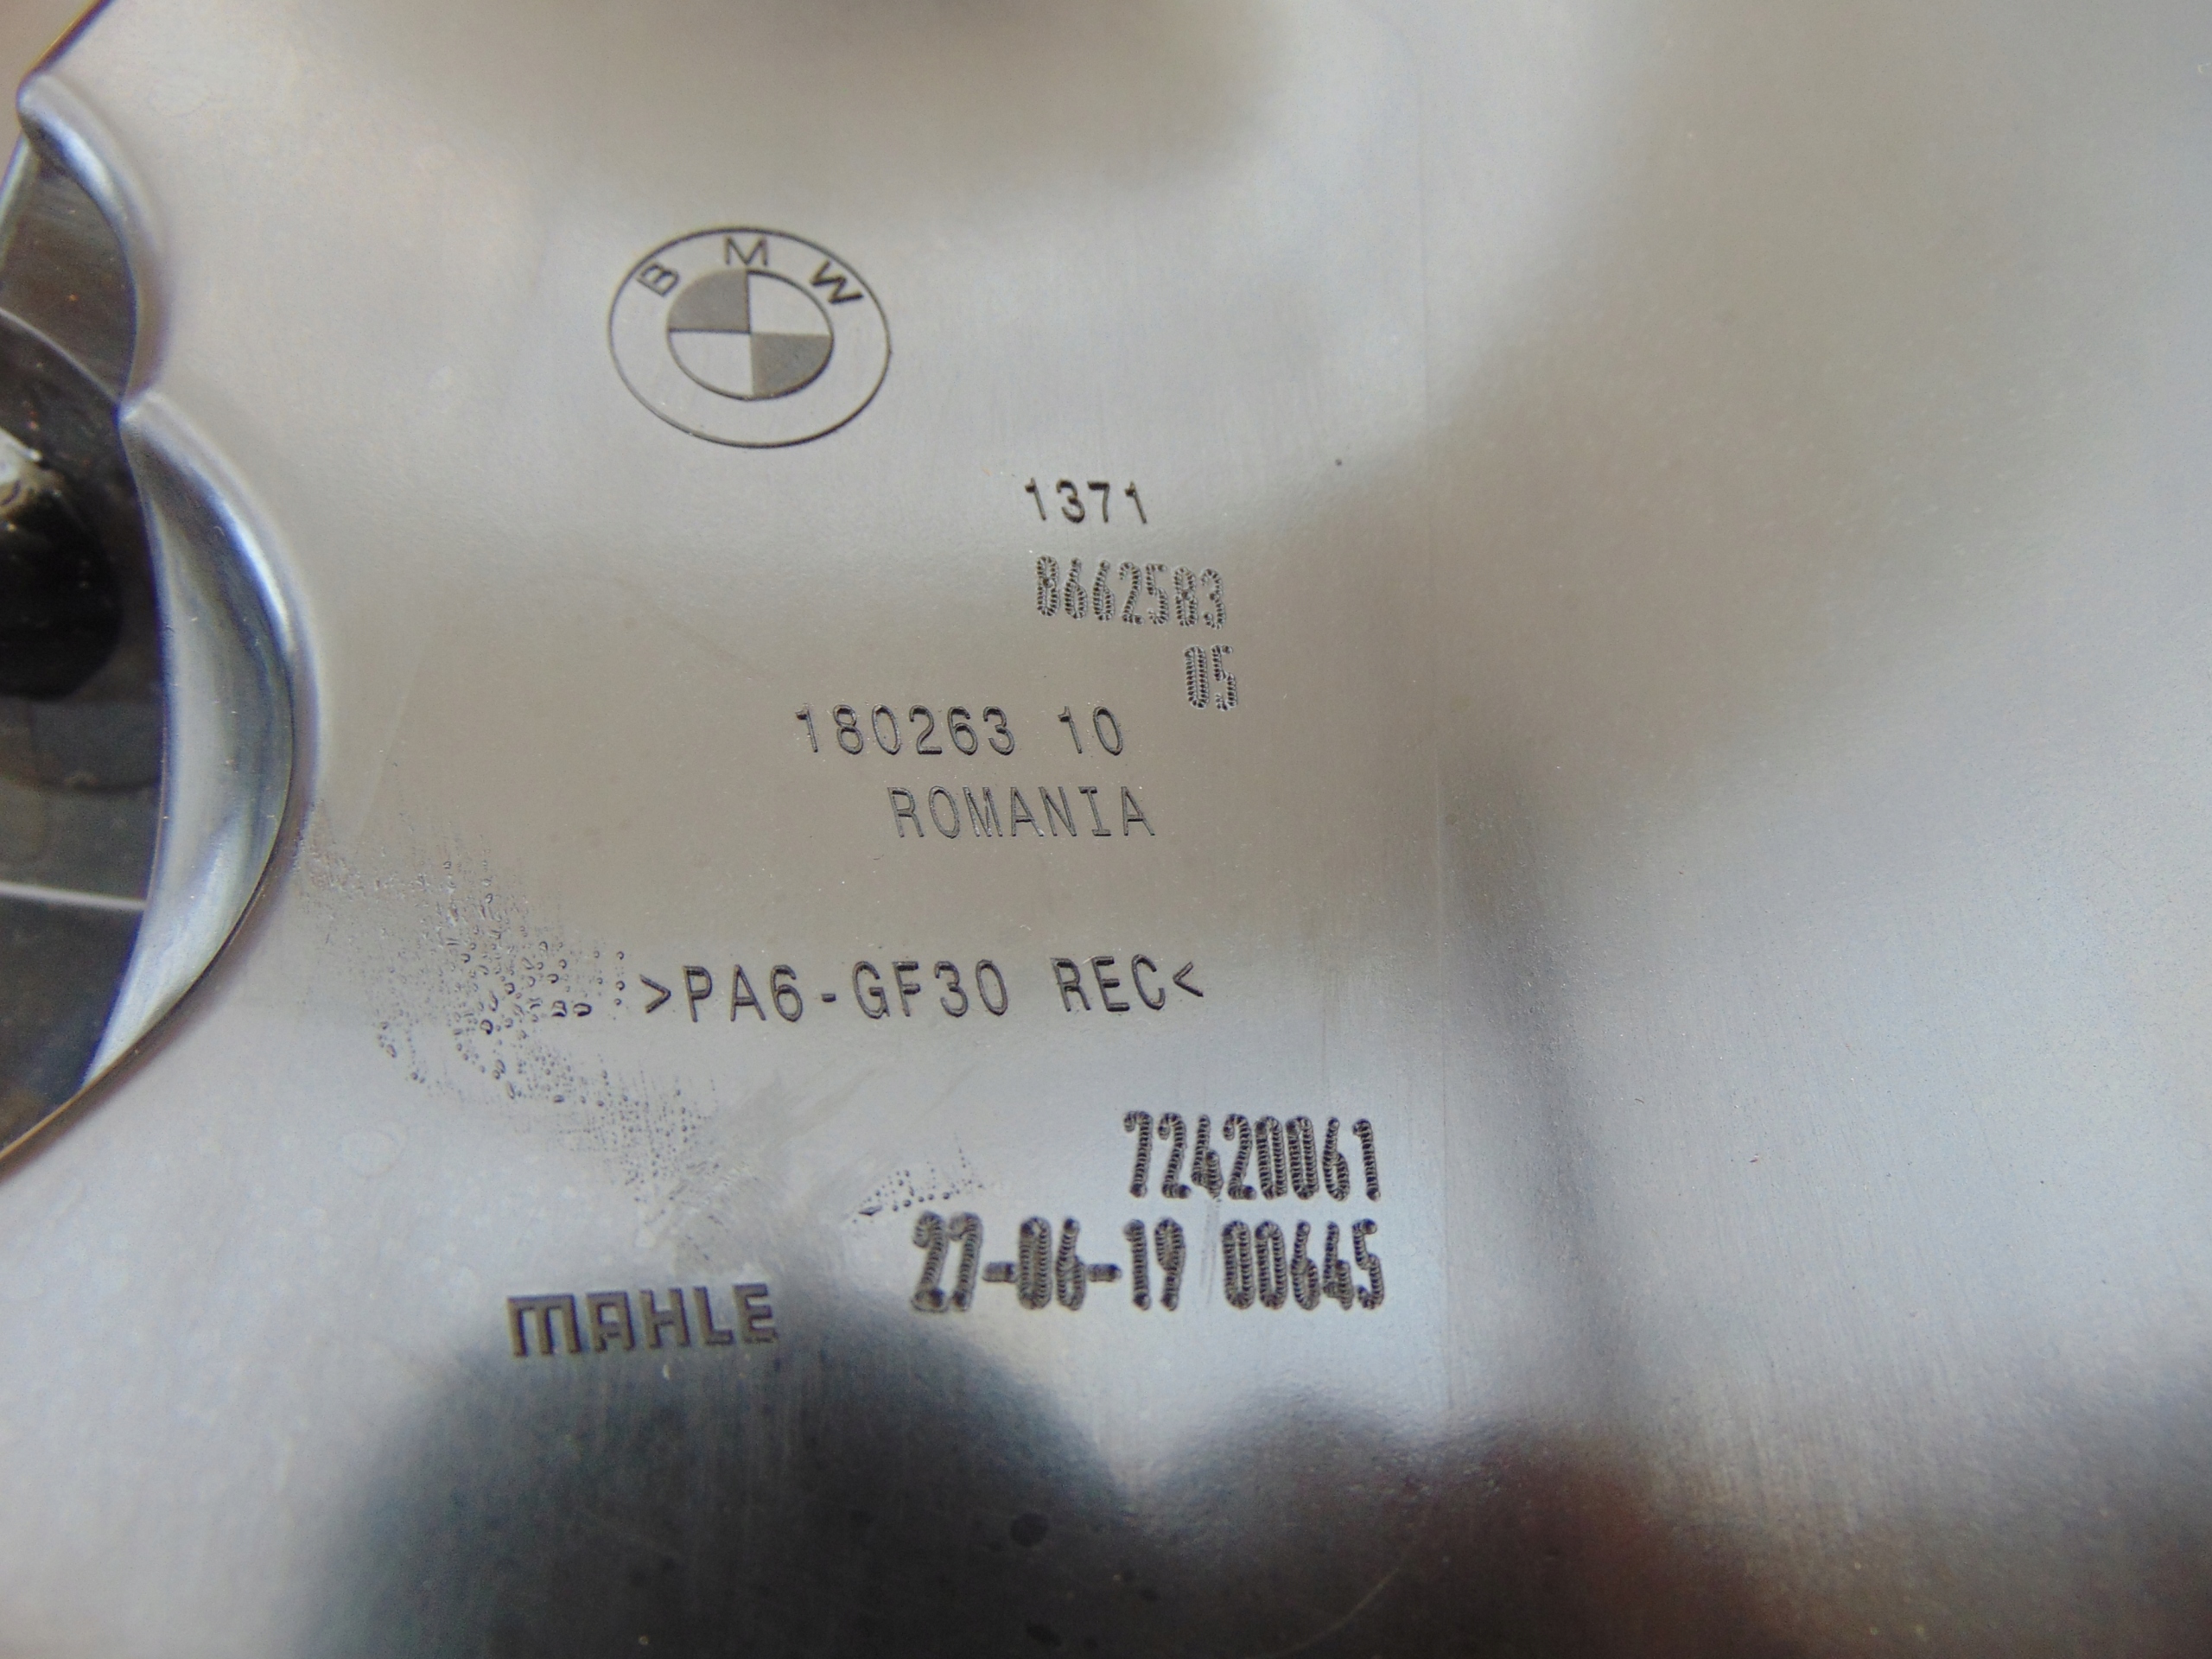 BMW
1371
8662583
05
180263 10
ROMANIA
>PA6-GF30 REC<
72420061
27-06-19 00645
MAHLE